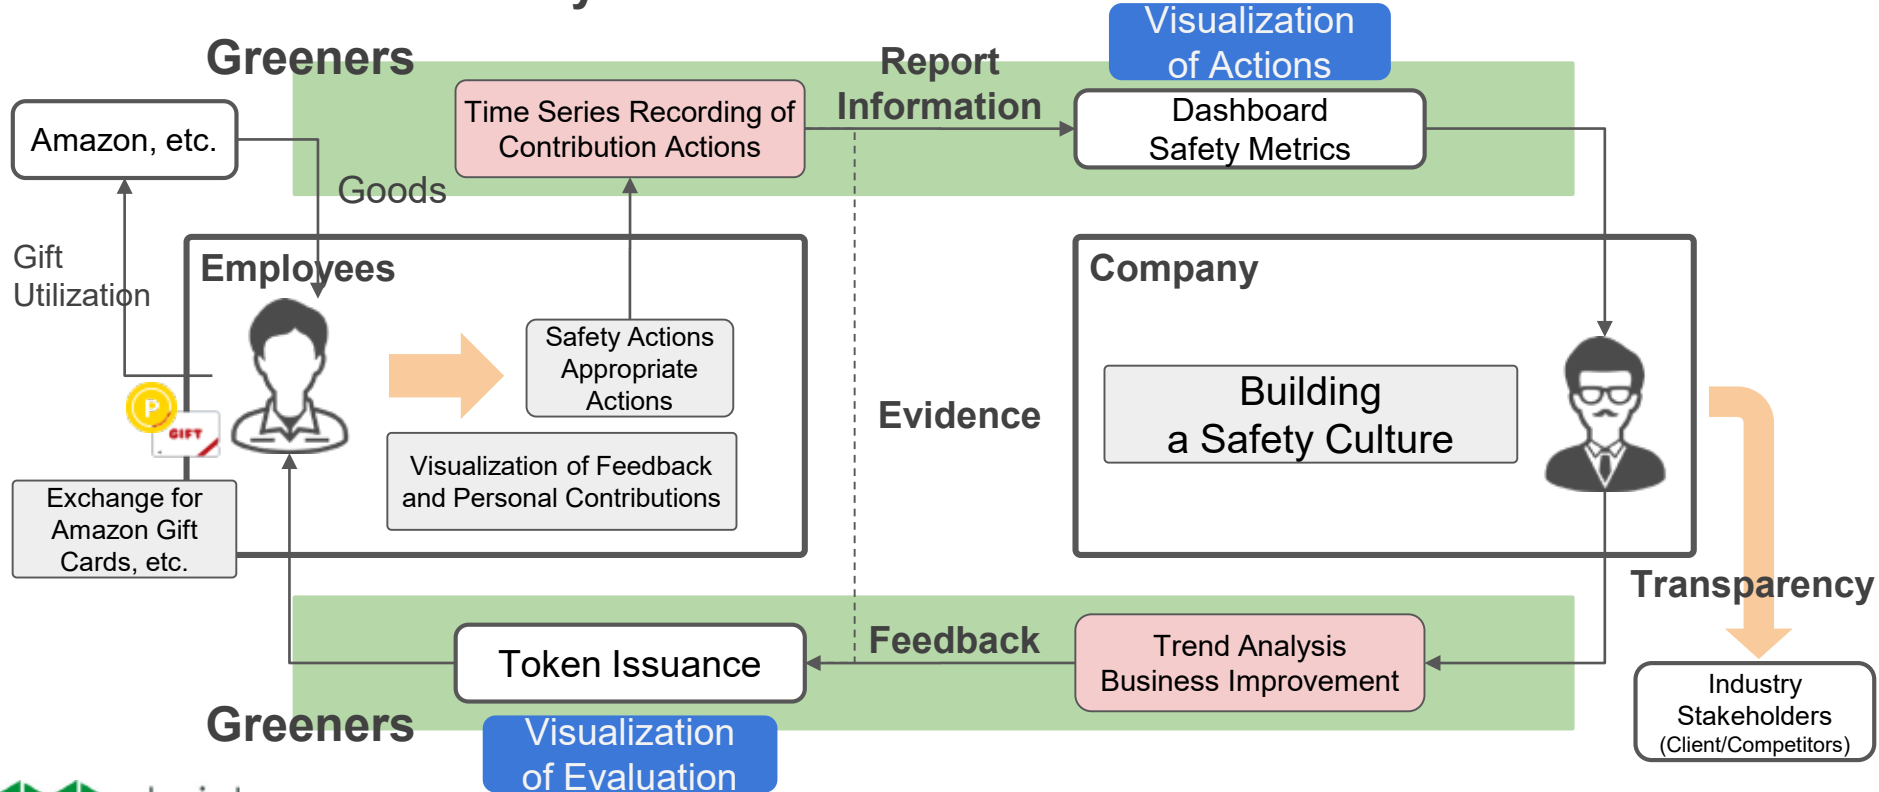 Greeners
Visualization
of Actions
Report
Information
Time Series Recording of
Contribution Actions
Dashboard
Safety Metrics
Amazon, etc.
Goods
Gift
Utilization
Employees
Safety Actions
Appropriate
Actions
Visualization of Feedback
and Personal Contributions
P
GIFT
Exchange for
Amazon Gift
Cards, etc.
Evidence
Company
Building
a Safety Culture
Transparency
Industry
Stakeholders
(Client/Competitors)
Feedback
Trend Analysis
Business Improvement
Token Issuance
Greeners
Visualization
of Evaluation